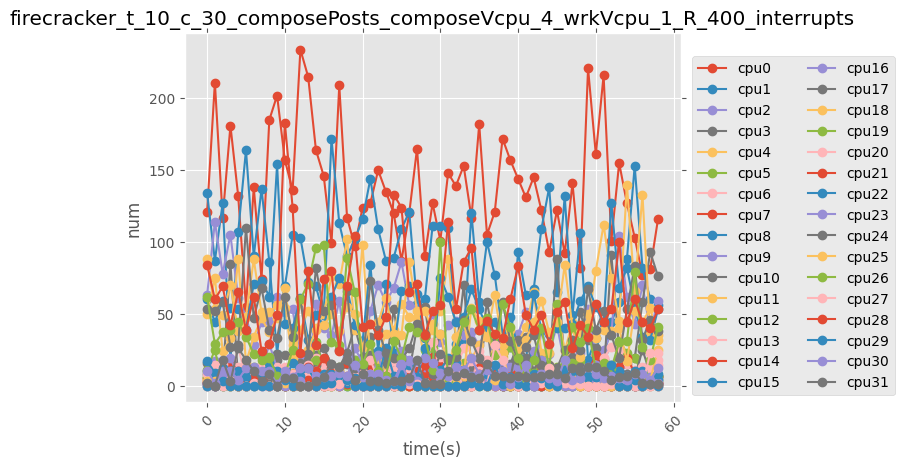 firecracker_t_10_c_30_composePosts_composeVcpu_4_wrkVcpu_1_R_400_interrupts
num
200
150
100
50
0
0
10
20
30
40
50
60
time(s)
cpu0
cpu1
cpu2
cpu3
cpu4
cpu5
cpu6
cpu7
cpu8
cpu9
cpu10
cpu11
cpu12
cpu13
cpu14
cpu15
cpu16
cpu17
cpu18
cpu19
cpu20
cpu21
cpu22
cpu23
cpu24
cpu25
cpu26
cpu27
cpu28
cpu29
cpu30
cpu31